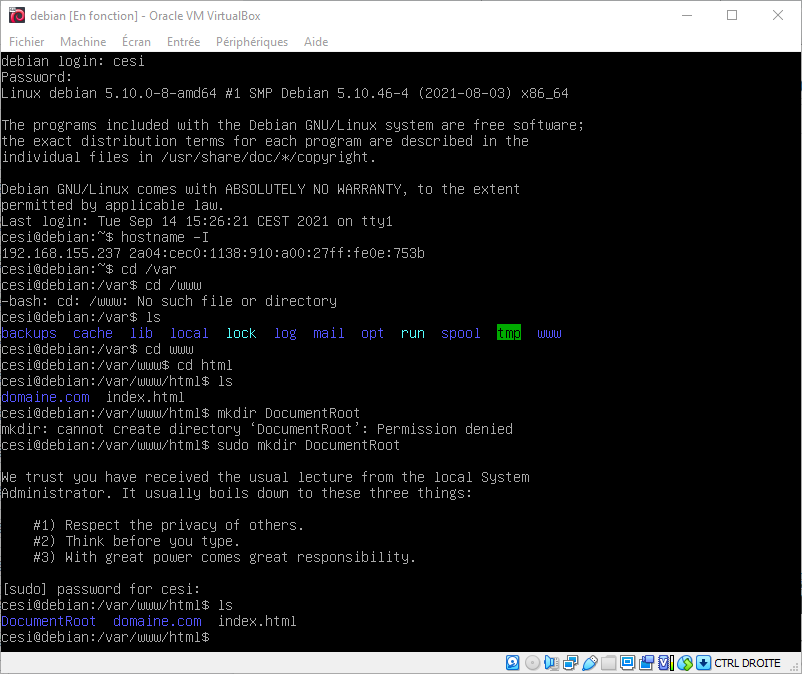 debian [En fonction] - Oracle VM VirtualBox
Fichier Machine Écran Entrée Périphériques Aide
debian login: cesi
Password:
Linux debian 5.10.0-8-amd64 #1 SMP Debian 5.10.46-4 (2021-08-03) x86_64
The programs included with the Debian GNU/Linux system are free software;
the exact distribution terms for each program are described in the
individual files in /usr/share/doc/*/copyright.
Debian GNU/Linux comes with ABSOLUTELY NO WARRANTY, to the extent
permitted by applicable law.
Last login: Tue Sep 14 15:26:21 CEST 2021 on tty1
cesi@debian:~$ hostname -I
192.168.155.237 2a04:cec0:1138:910:a00:27ff:fe0e:753b
cesi@debian:~$ cd /var
cesi@debian:/var$ cd /www
-bash: cd: /www: No such file or directory
cesi@debian:/var$ ls
backups cache lib local lock log mail opt run spool tmp www
cesi@debian:/var$ cd www
cesi@debian:/var/www$ cd html
cesi@debian:/var/www/html$ ls
domaine.com index.html
cesi@debian:/var/www/html$ mkdir DocumentRoot
mkdir: cannot create directory ‘DocumentRoot’: Permission denied
cesi@debian:/var/www/html$ sudo mkdir DocumentRoot
We trust you have received the usual lecture from the local System
Administrator. It usually boils down to these three things:
#1) Respect the privacy of others.
#2) Think before you type.
#3) With great power comes great responsibility.
[sudo] password for cesi:
cesi@debian:/var/www/html$ ls
DocumentRoot domaine.com index.html
cesi@debian:/var/www/html$
CTRL DROITE